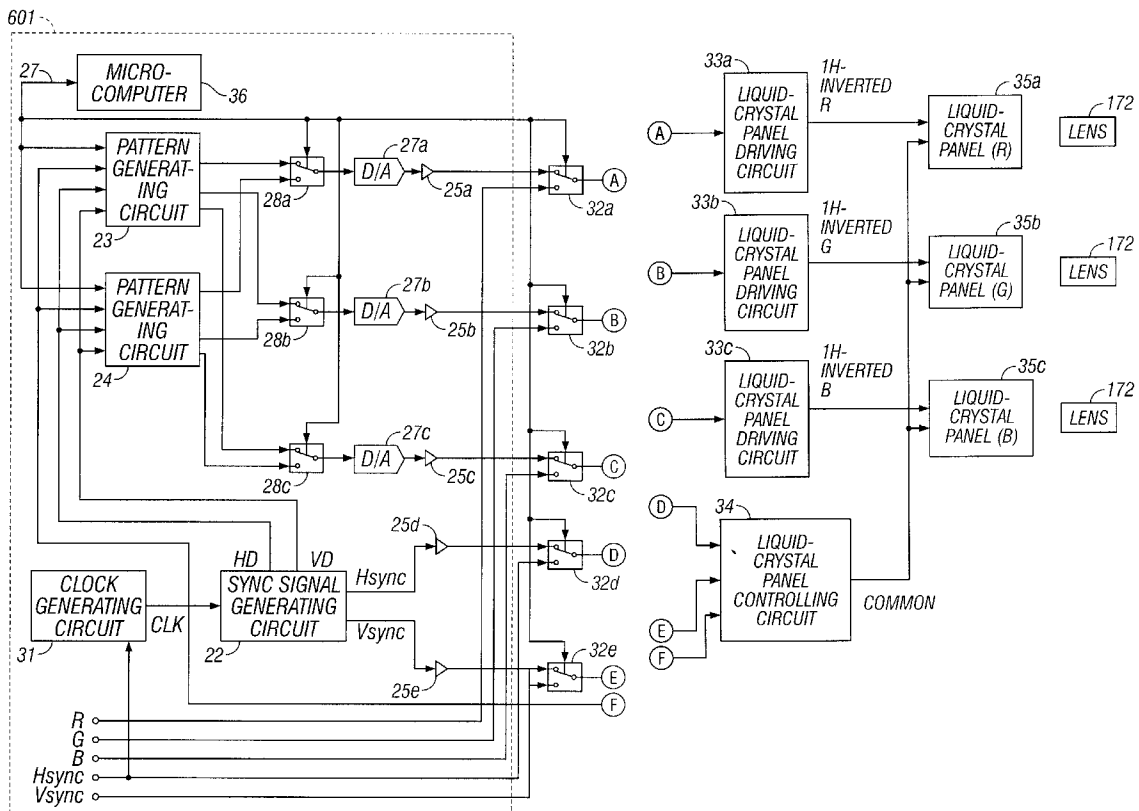 601
27
MICRO-
COMPUTER
36
PATTERN
GENERAT-
ING
CIRCUIT
23
PATTERN
GENERAT-
ING
CIRCUIT
24
28a
27a
D/A
25a
32a
A
28b
27b
D/A
25b
32b
B
28c
27c
D/A
25c
32c
C
HD
VD
CLOCK
GENERATING
CIRCUIT
31
CLK
SYNC SIGNAL
GENERATING
CIRCUIT
22
Hsync
Vsync
25d
32d
D
25e
32e
E
F
R
G
B
Hsync
Vsync
A
33a
LIQUID-
CRYSTAL
PANEL
DRIVING
CIRCUIT
1H-
INVERTED
R
35a
LIQUID-
CRYSTAL
PANEL (R)
172
LENS
B
33b
LIQUID-
CRYSTAL
PANEL
DRIVING
CIRCUIT
1H-
INVERTED
G
35b
LIQUID-
CRYSTAL
PANEL (G)
172
LENS
C
33c
LIQUID-
CRYSTAL
PANEL
DRIVING
CIRCUIT
1H-
INVERTED
B
35c
LIQUID-
CRYSTAL
PANEL (B)
172
LENS
D
E
F
34
LIQUID-
CRYSTAL
PANEL
CONTROLLING
CIRCUIT
COMMON